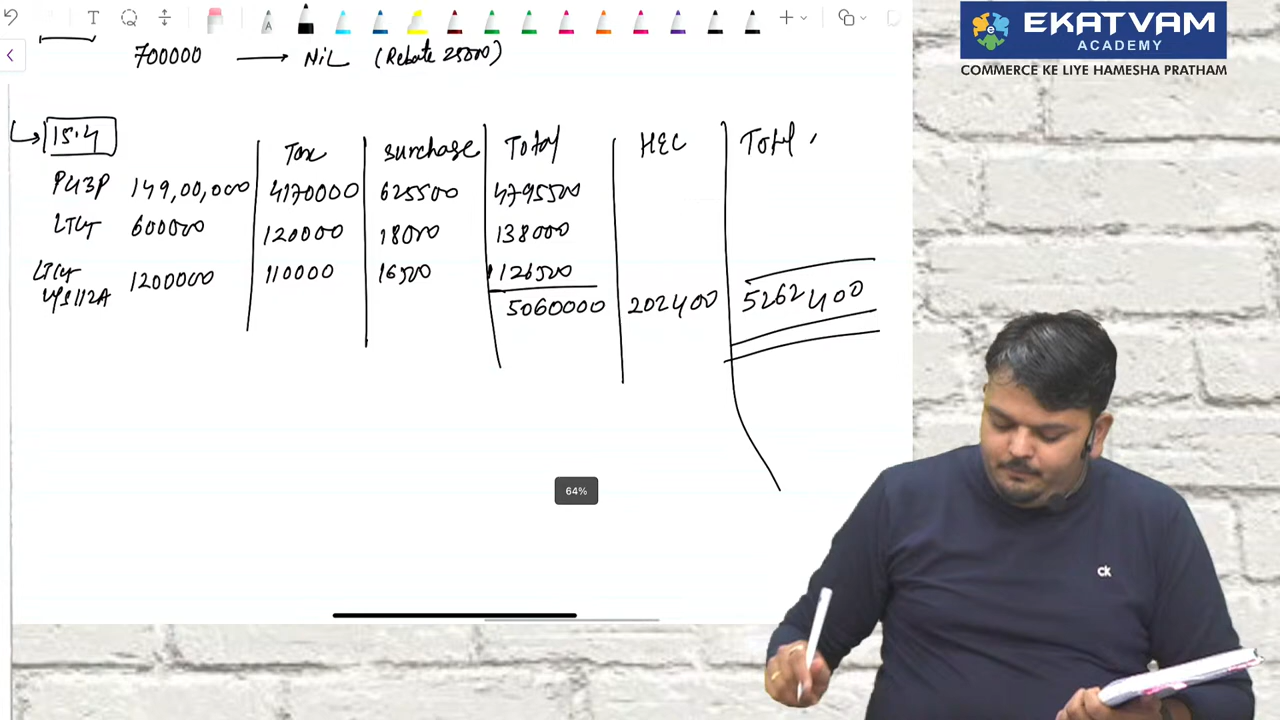 EKATVAM
ACADEMY
COMMERCE KE LIYE HAMESHA PRATHAM
700000 → NIL (Rebate 25000)
15.4
Tax surchase Total HEC Total
PGBP 149,00,000 4170000 625500 4795500
LTCG 600000 120000 18000 138000
LTCG u/s 112A 1200000 110000 16500 126500
5060000 202400 5262400
64%
CK